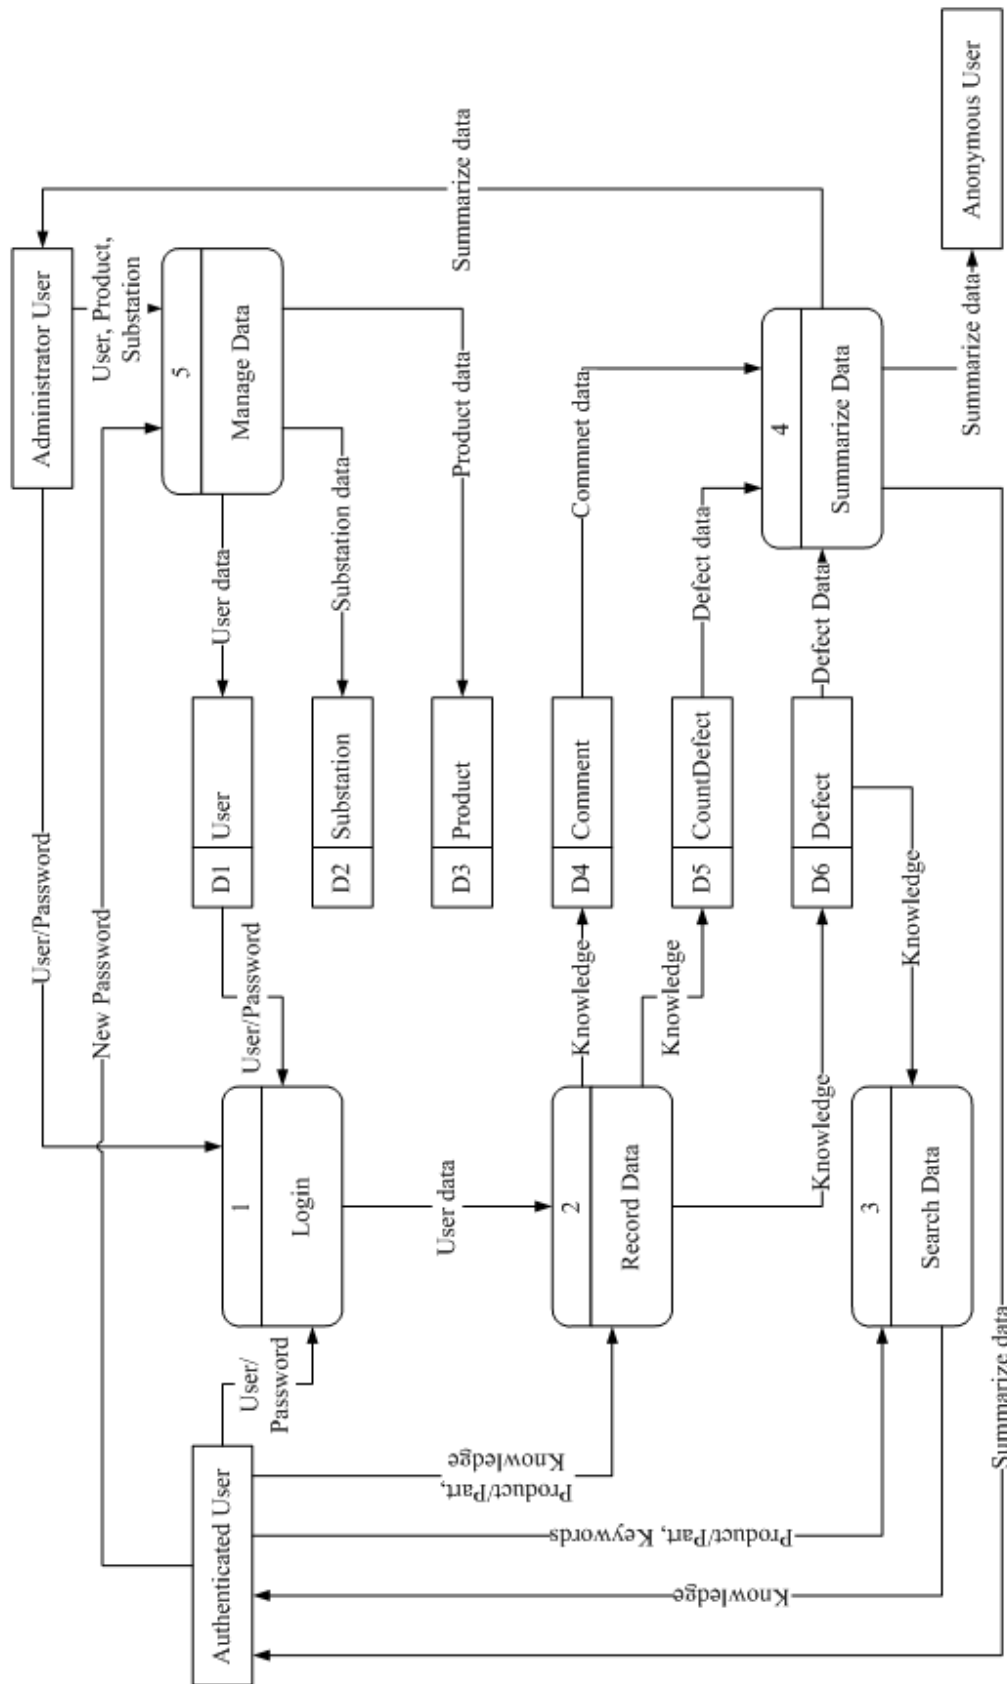 Administrator User
User, Product,
Substation
5
Manage Data
Summarize data
User/Password
New Password
User data
Substation data
Product data
D1
User
D2
Substation
D3
Product
User/Password
1
Login
User/
Password
Authenticated User
User data
2
Record Data
Product/Part,
Knowledge
Knowledge
Knowledge
Knowledge
D4
Comment
D5
CountDefect
D6
Defect
Commnet data
Defect data
Defect Data
4
Summarize Data
Summarize data
Anonymous User
Knowledge
3
Search Data
Product/Part, Keywords
Knowledge
Summarize data